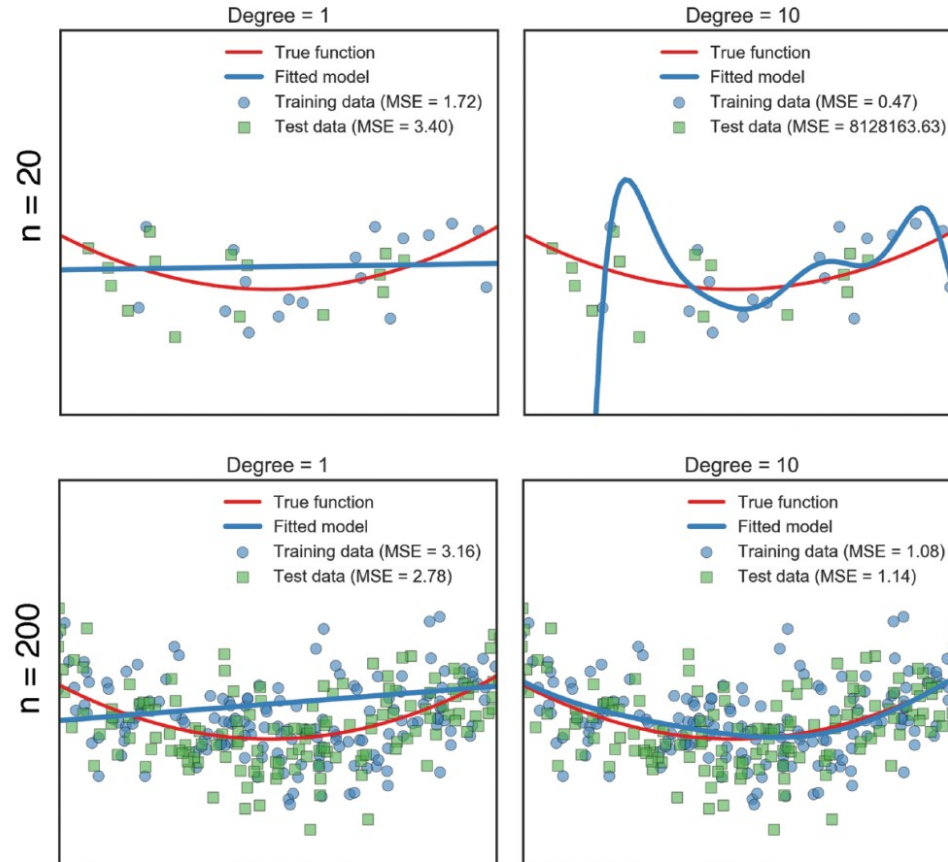 Degree = 1
True function
Fitted model
Training data (MSE = 1.72)
Test data (MSE = 3.40)
Degree = 10
True function
Fitted model
Training data (MSE = 0.47)
Test data (MSE = 8128163.63)
n = 20
Degree = 1
True function
Fitted model
Training data (MSE = 3.16)
Test data (MSE = 2.78)
Degree = 10
True function
Fitted model
Training data (MSE = 1.08)
Test data (MSE = 1.14)
n = 200